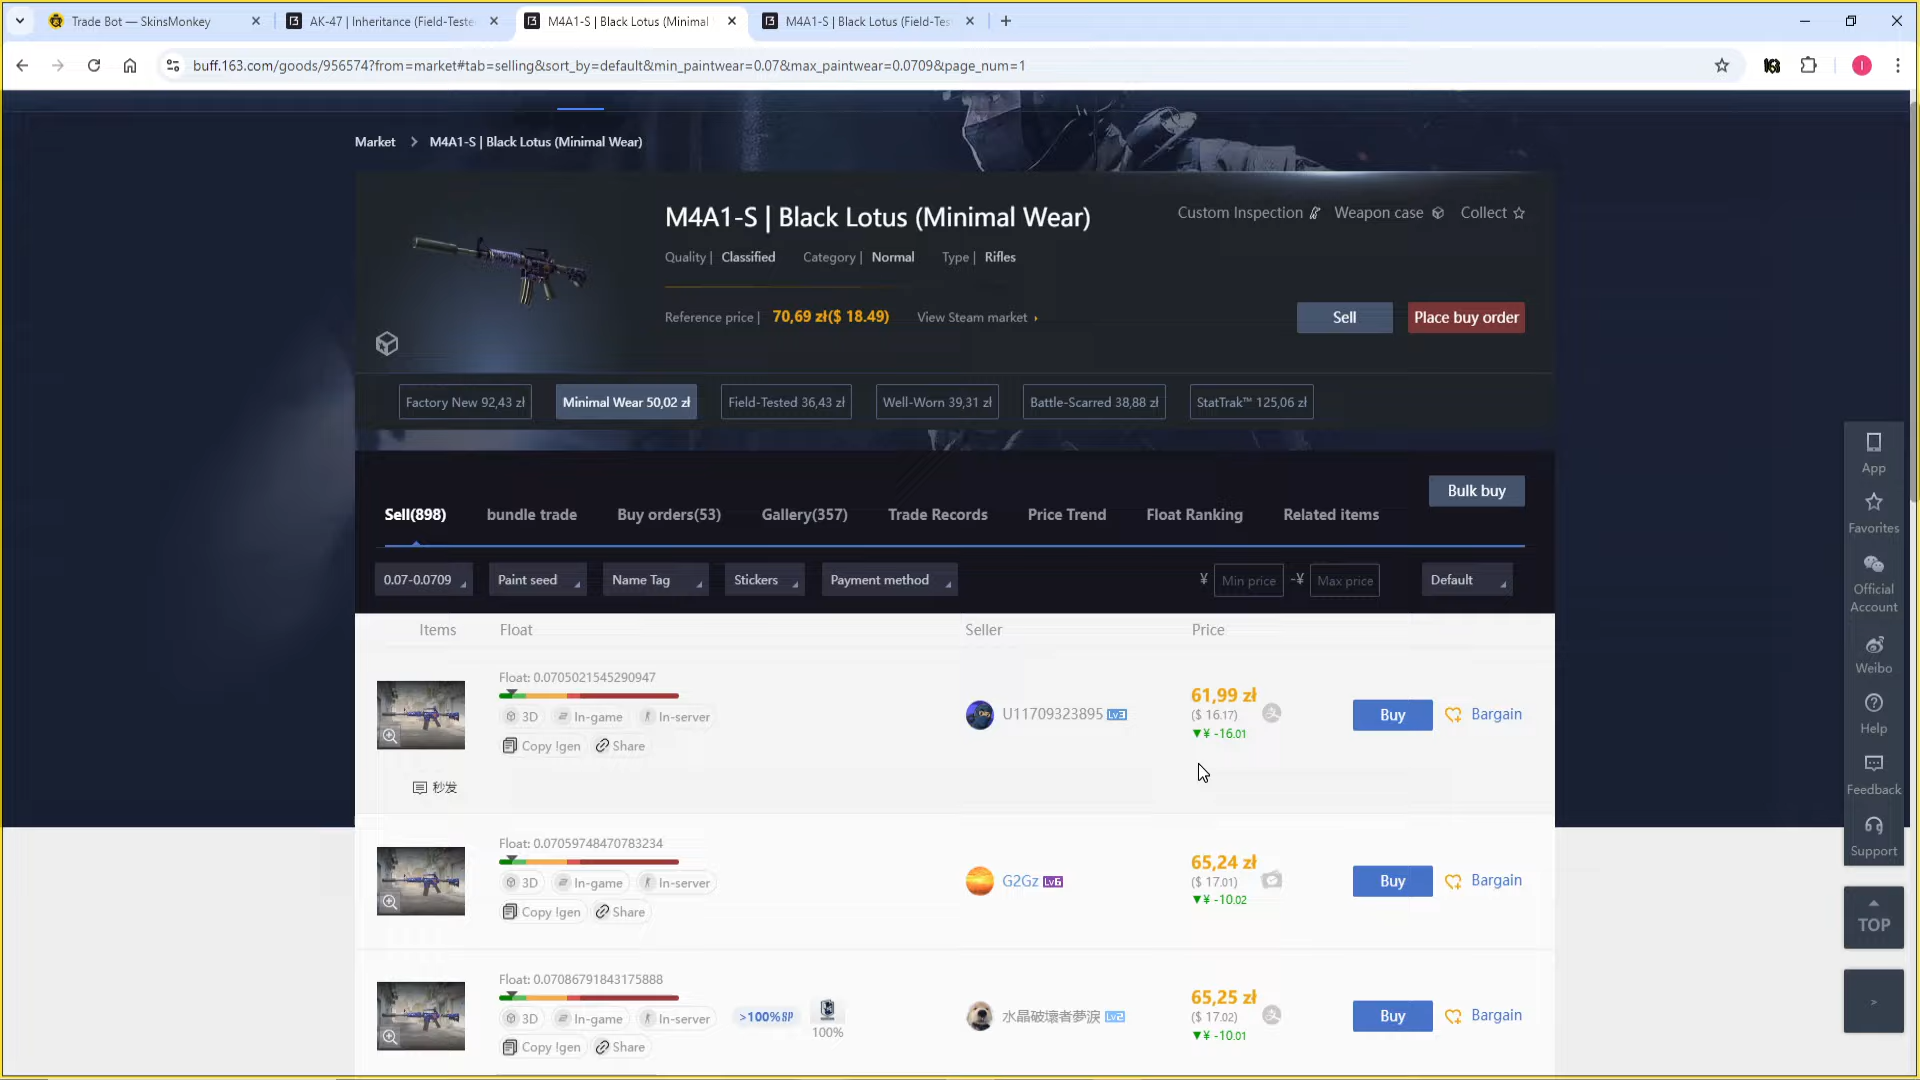 Trade Bot — SkinsMonkey
AK-47 | Inheritance (Field-Teste
M4A1-S | Black Lotus (Minimal
M4A1-S | Black Lotus (Field-Tes
buff.163.com/goods/956574?from=market#tab=selling&sort_by=default&min_paintwear=0.07&max_paintwear=0.0709&page_num=1
Market > M4A1-S | Black Lotus (Minimal Wear)
M4A1-S | Black Lotus (Minimal Wear)
Custom Inspection Weapon case Collect
Quality | Classified Category | Normal Type | Rifles
Reference price | 70,69 zł($ 18.49) View Steam market
Sell Place buy order
Factory New 92,43 zł Minimal Wear 50,02 zł Field-Tested 36,43 zł Well-Worn 39,31 zł Battle-Scarred 38,88 zł StatTrak™ 125,06 zł
Bulk buy
Sell(898) bundle trade Buy orders(53) Gallery(357) Trade Records Price Trend Float Ranking Related items
0.07-0.0709 Paint seed Name Tag Stickers Payment method ¥ Min price -¥ Max price Default
Items Float Seller Price
Float: 0.0705021545290947
3D In-game In-server
Copy !gen Share
秒发
U11709323895 Lv3
61,99 zł
($ 16.17)
▼¥ -16.01
Buy Bargain
Float: 0.07059748470783234
3D In-game In-server
Copy !gen Share
G2Gz Lv6
65,24 zł
($ 17.01)
▼¥ -10.02
Buy Bargain
Float: 0.07086791843175888
3D In-game In-server
Copy !gen Share
>100%
100%
水晶破壞者夢淚 Lv2
65,25 zł
($ 17.02)
▼¥ -10.01
Buy Bargain
App
Favorites
Official
Account
Weibo
Help
Feedback
Support
TOP
>